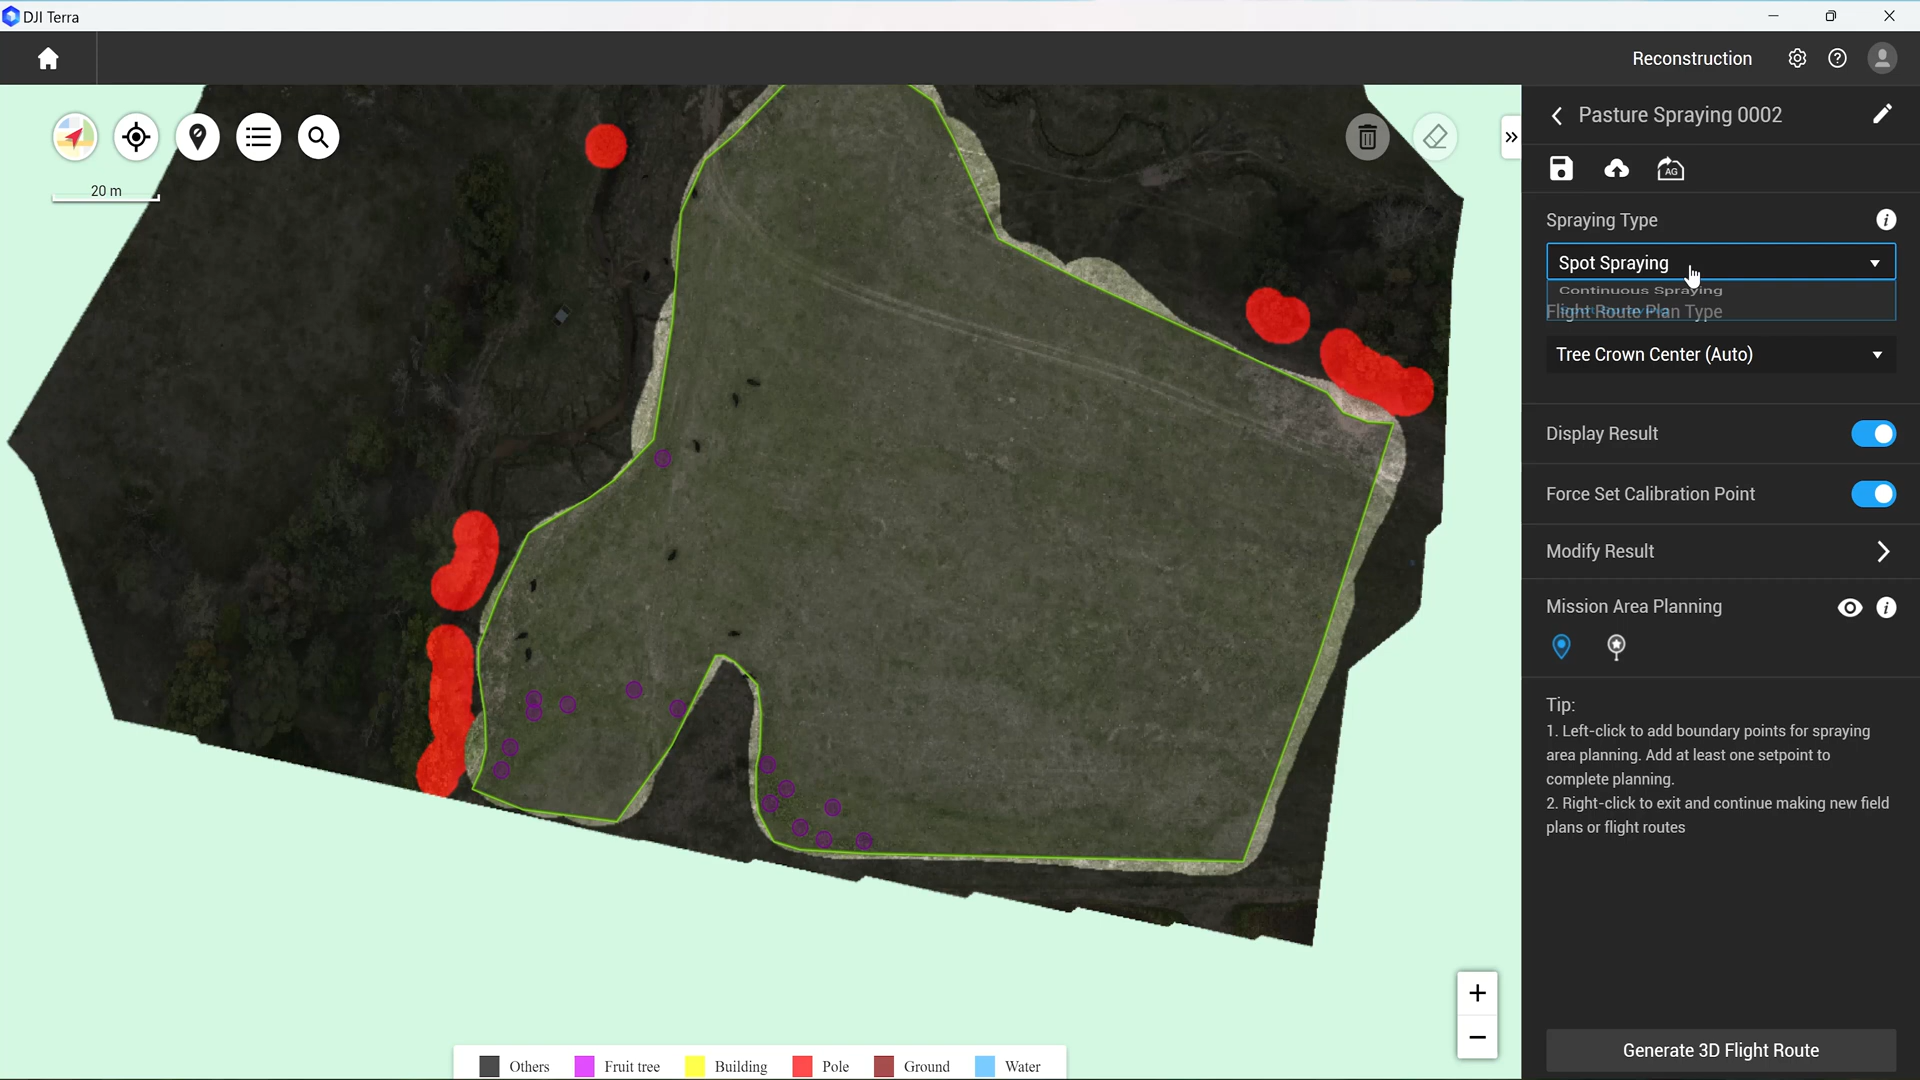 DJI Terra
Reconstruction
20 m
Pasture Spraying 0002
AG
Spraying Type
Spot Spraying
Continuous Spraying
Flight Route Plan Type
Tree Crown Center (Auto)
Display Result
Force Set Calibration Point
Modify Result
Mission Area Planning
Tip:
1. Left-click to add boundary points for spraying
area planning. Add at least one setpoint to
complete planning.
2. Right-click to exit and continue making new field
plans or flight routes
Generate 3D Flight Route
Others
Fruit tree
Building
Pole
Ground
Water